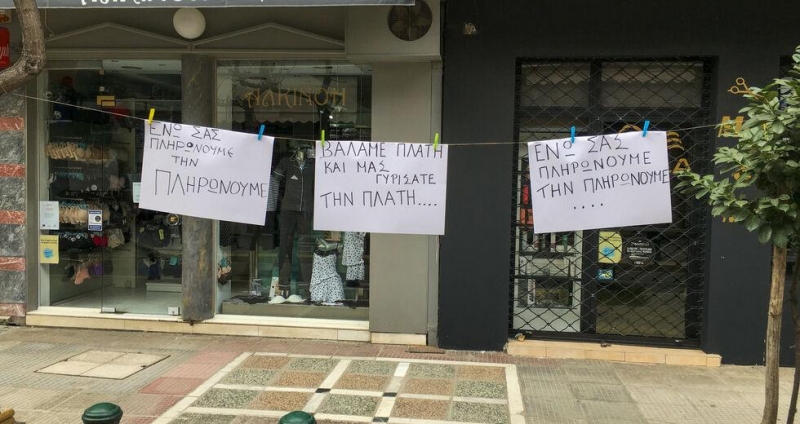 ΕΝΩ ΣΑΣ
ΠΛΗΡΩΝΟΥΜΕ
ΤΗΝ
ΠΛΗΡΩΝΟΥΜΕ
ΒΑΛΑΜΕ ΠΛΑΤΗ
ΚΑΙ ΜΑΣ
ΓΥΡΙΣΑΤΕ
ΤΗΝ ΠΛΑΤΗ....
ΕΝΩ ΣΑΣ
ΠΛΗΡΩΝΟΥΜΕ
ΤΗΝ ΠΛΗΡΩΝΟΥΜΕ
....